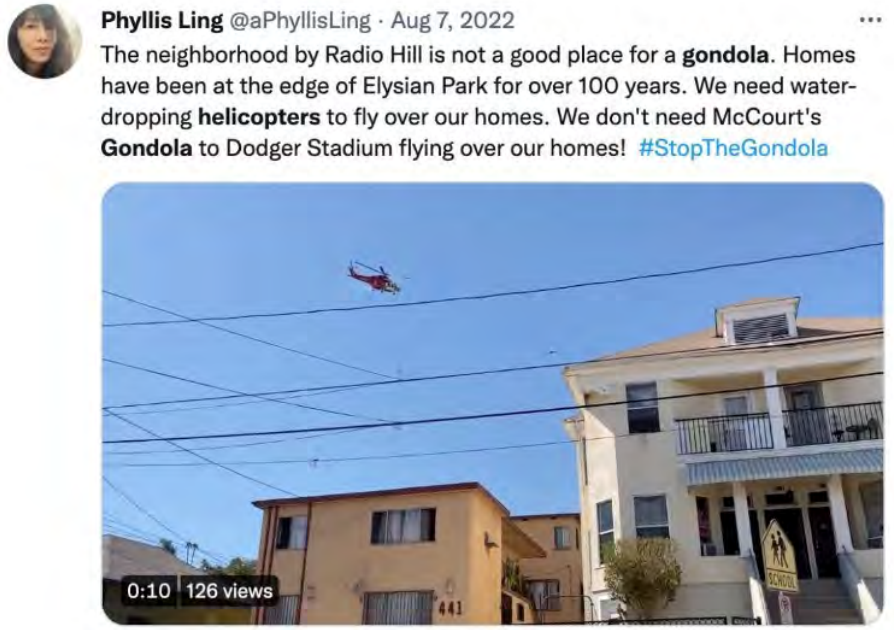 Phyllis Ling @aPhyllisLing · Aug 7, 2022 ...
The neighborhood by Radio Hill is not a good place for a gondola. Homes
have been at the edge of Elysian Park for over 100 years. We need water-
dropping helicopters to fly over our homes. We don't need McCourt's
Gondola to Dodger Stadium flying over our homes! #StopTheGondola
SCHOOL
0:10 126 views
441